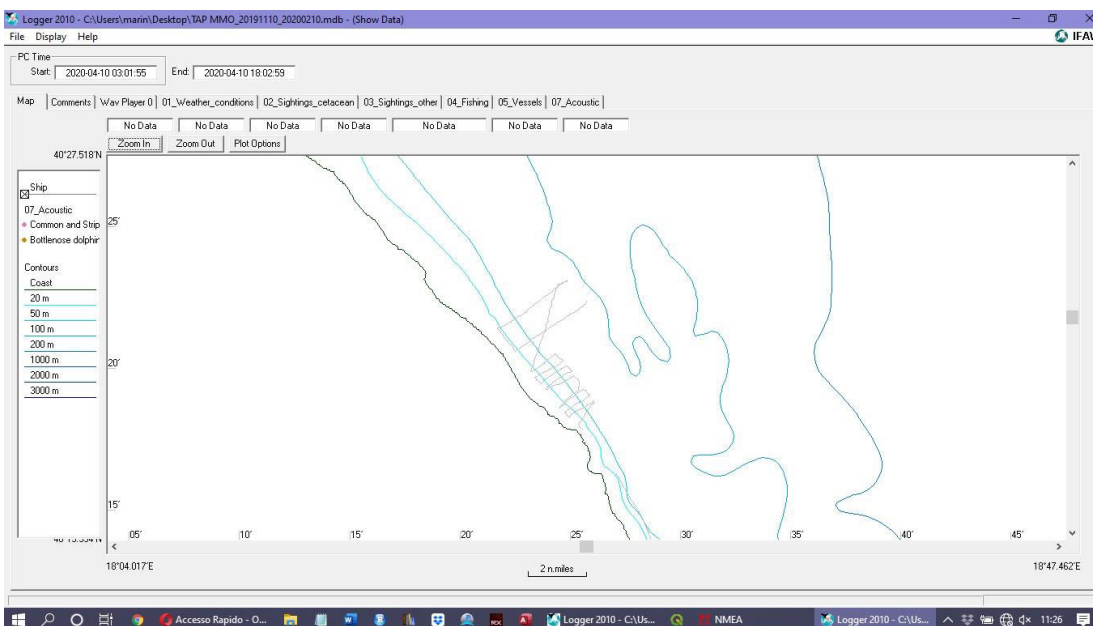 Logger 2010 - C:\Users\marin\Desktop\TAP MMO_20191110_20200210.mdb - (Show Data)
File Display Help
IFAW
PC Time
Start: 2020-04-10 03:01:55 End: 2020-04-10 18:02:59
Map Comments Wav Player 0 01_Weather_conditions 02_Sightings_cetacean 03_Sightings_other 04_Fishing 05_Vessels 07_Acoustic
No Data No Data No Data No Data No Data No Data No Data
Zoom In Zoom Out Plot Options
40°27.518'N
Ship
07_Acoustic
Common and Strip
Bottlenose dolphir
Contours
Coast
20 m
50 m
100 m
200 m
1000 m
2000 m
3000 m
25'
20'
15'
05' 10' 15' 20' 25' 30' 35' 40' 45'
18°04.017'E
2 n.miles
18°47.462'E
Accesso Rapido - O... Logger 2010 - C:\Us... NMEA Logger 2010 - C:\Us... 11:26